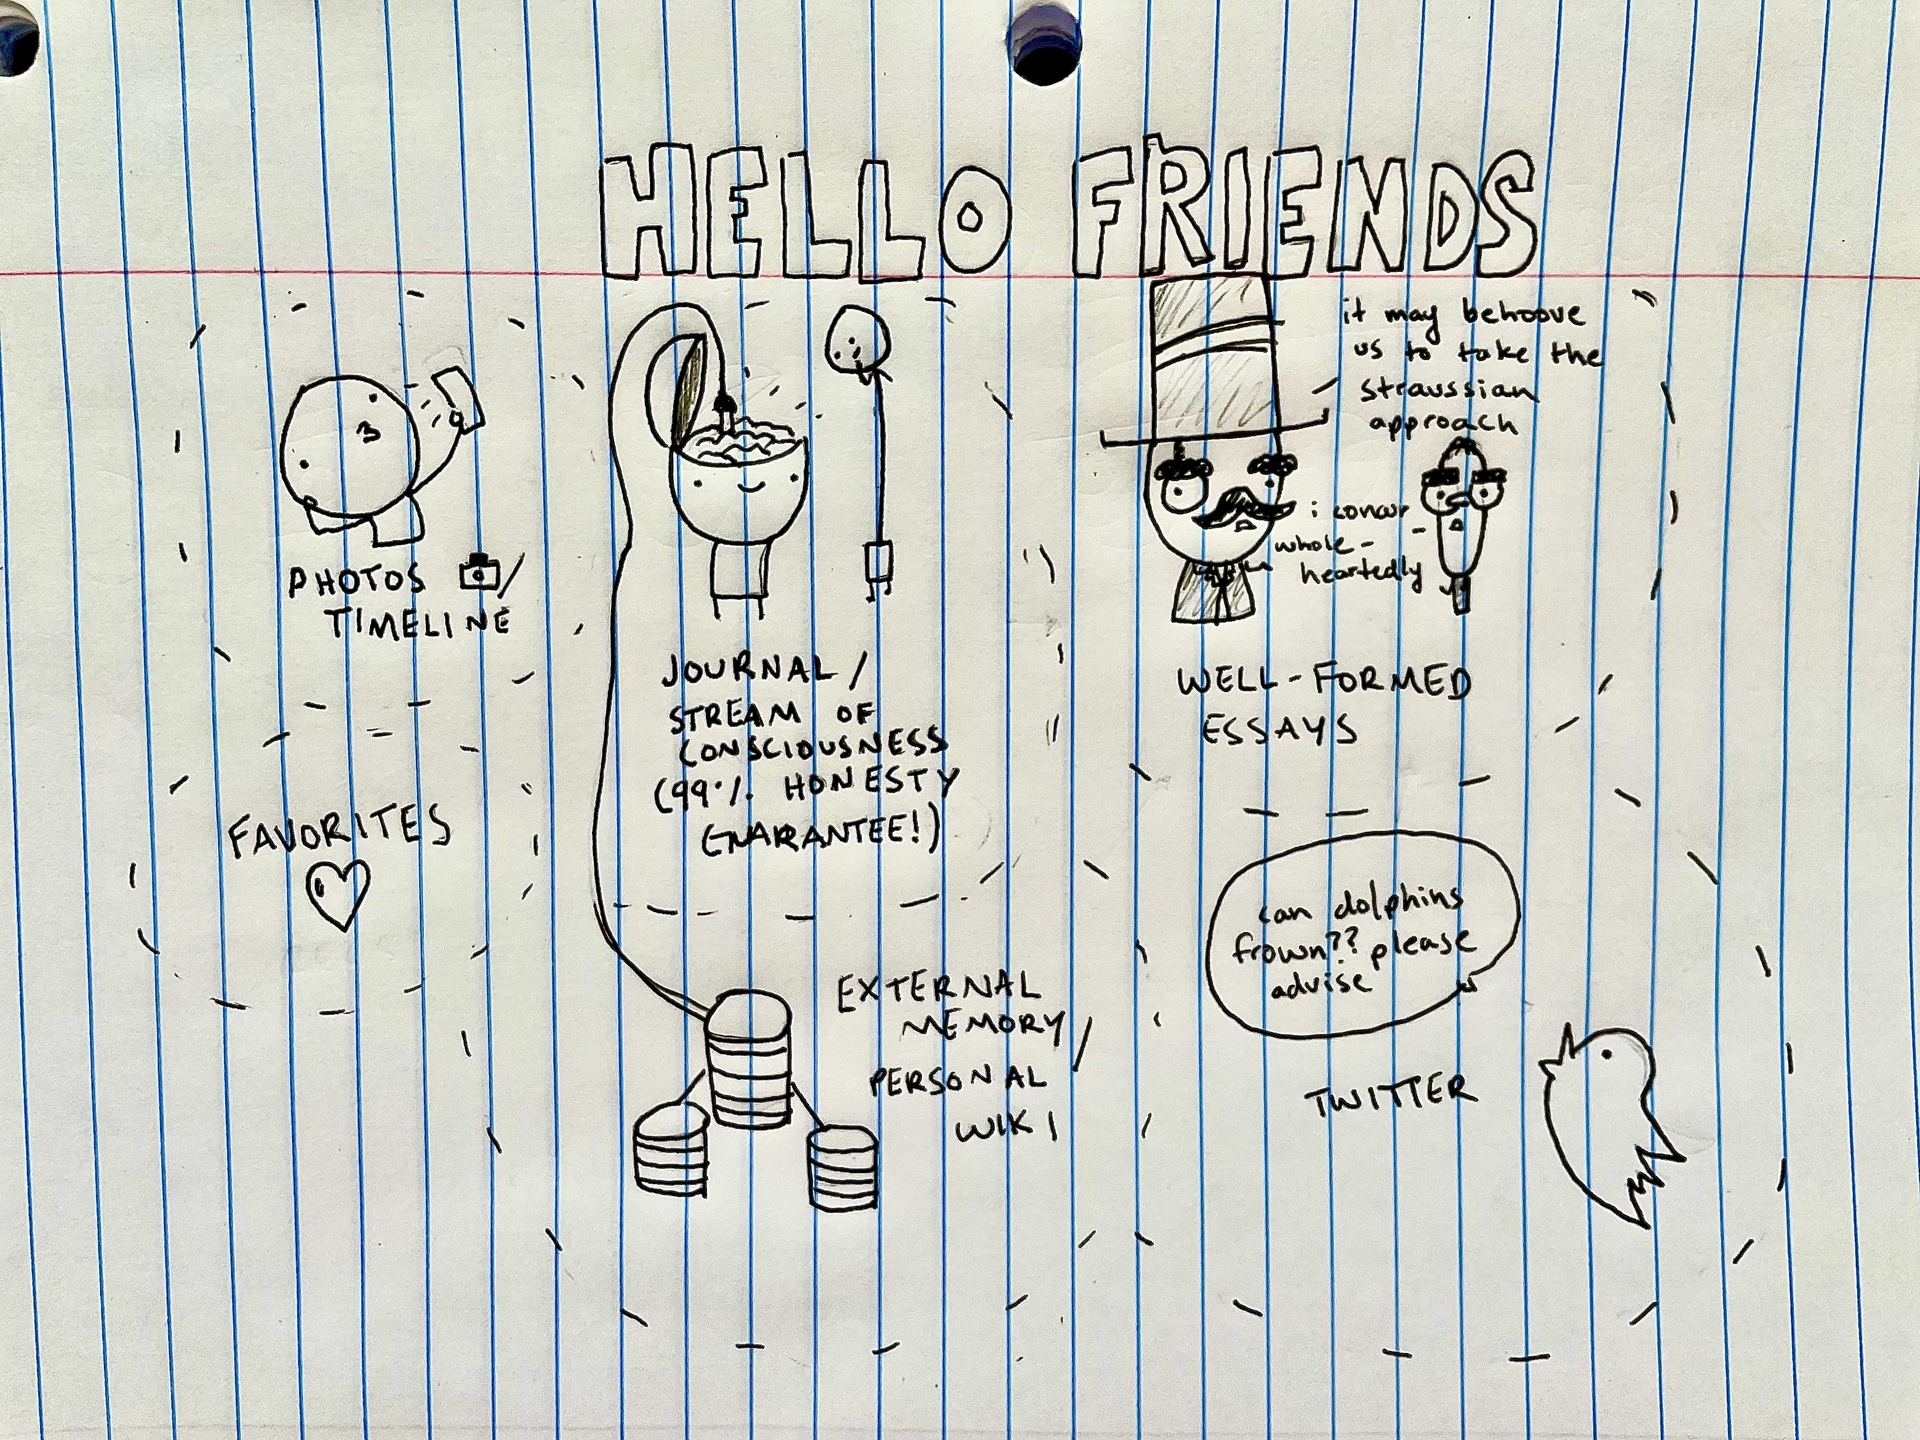 HELLO FRIENDS
it may behoove
us to take the
straussian
approach
i concur
whole-
heartedly
PHOTOS /
TIMELINE
JOURNAL /
STREAM OF
CONSCIOUSNESS
(99% HONESTY
GUARANTEE!)
WELL-FORMED
ESSAYS
FAVORITES
can dolphins
frown?? please
advise
EXTERNAL
MEMORY /
PERSONAL
WIKI
TWITTER